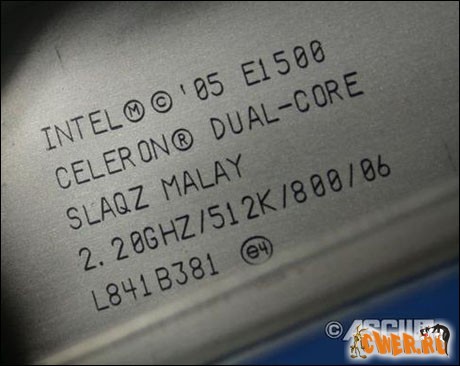 INTEL Ⓜ © '05 E1500
CELERON® DUAL-CORE
SLAQZ MALAY
2.20GHZ/512K/800/06
L841B381 e4
©
CWER.RU